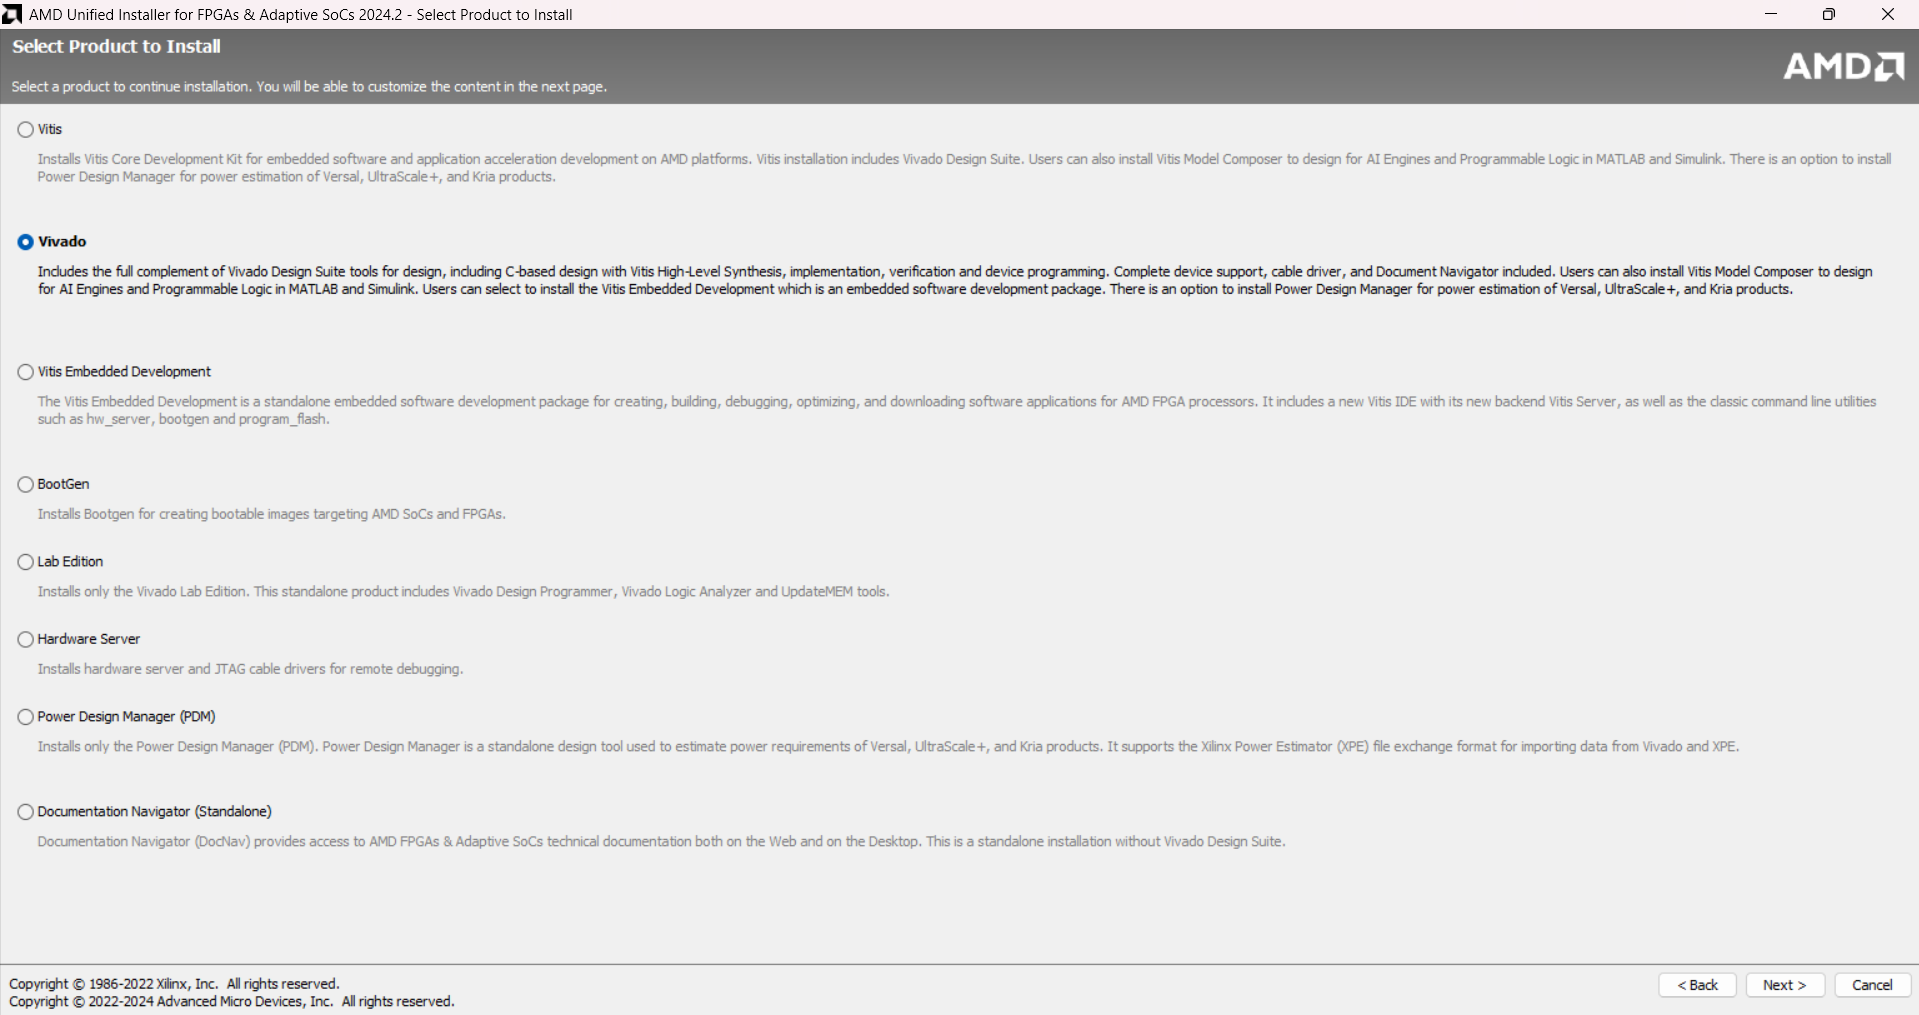 AMD Unified Installer for FPGAs & Adaptive SoCs 2024.2 - Select Product to Install
Select Product to Install
AMD
Select a product to continue installation. You will be able to customize the content in the next page.
Vitis
Installs Vitis Core Development Kit for embedded software and application acceleration development on AMD platforms. Vitis installation includes Vivado Design Suite. Users can also install Vitis Model Composer to design for AI Engines and Programmable Logic in MATLAB and Simulink. There is an option to install
Power Design Manager for power estimation of Versal, UltraScale+, and Kria products.
Vivado
Includes the full complement of Vivado Design Suite tools for design, including C-based design with Vitis High-Level Synthesis, implementation, verification and device programming. Complete device support, cable driver, and Document Navigator included. Users can also install Vitis Model Composer to design
for AI Engines and Programmable Logic in MATLAB and Simulink. Users can select to install the Vitis Embedded Development which is an embedded software development package. There is an option to install Power Design Manager for power estimation of Versal, UltraScale+, and Kria products.
Vitis Embedded Development
The Vitis Embedded Development is a standalone embedded software development package for creating, building, debugging, optimizing, and downloading software applications for AMD FPGA processors. It includes a new Vitis IDE with its new backend Vitis Server, as well as the classic command line utilities
such as hw_server, bootgen and program_flash.
BootGen
Installs Bootgen for creating bootable images targeting AMD SoCs and FPGAs.
Lab Edition
Installs only the Vivado Lab Edition. This standalone product includes Vivado Design Programmer, Vivado Logic Analyzer and UpdateMEM tools.
Hardware Server
Installs hardware server and JTAG cable drivers for remote debugging.
Power Design Manager (PDM)
Installs only the Power Design Manager (PDM). Power Design Manager is a standalone design tool used to estimate power requirements of Versal, UltraScale+, and Kria products. It supports the Xilinx Power Estimator (XPE) file exchange format for importing data from Vivado and XPE.
Documentation Navigator (Standalone)
Documentation Navigator (DocNav) provides access to AMD FPGAs & Adaptive SoCs technical documentation both on the Web and on the Desktop. This is a standalone installation without Vivado Design Suite.
Copyright © 1986-2022 Xilinx, Inc. All rights reserved.
Copyright © 2022-2024 Advanced Micro Devices, Inc. All rights reserved.
< Back Next > Cancel